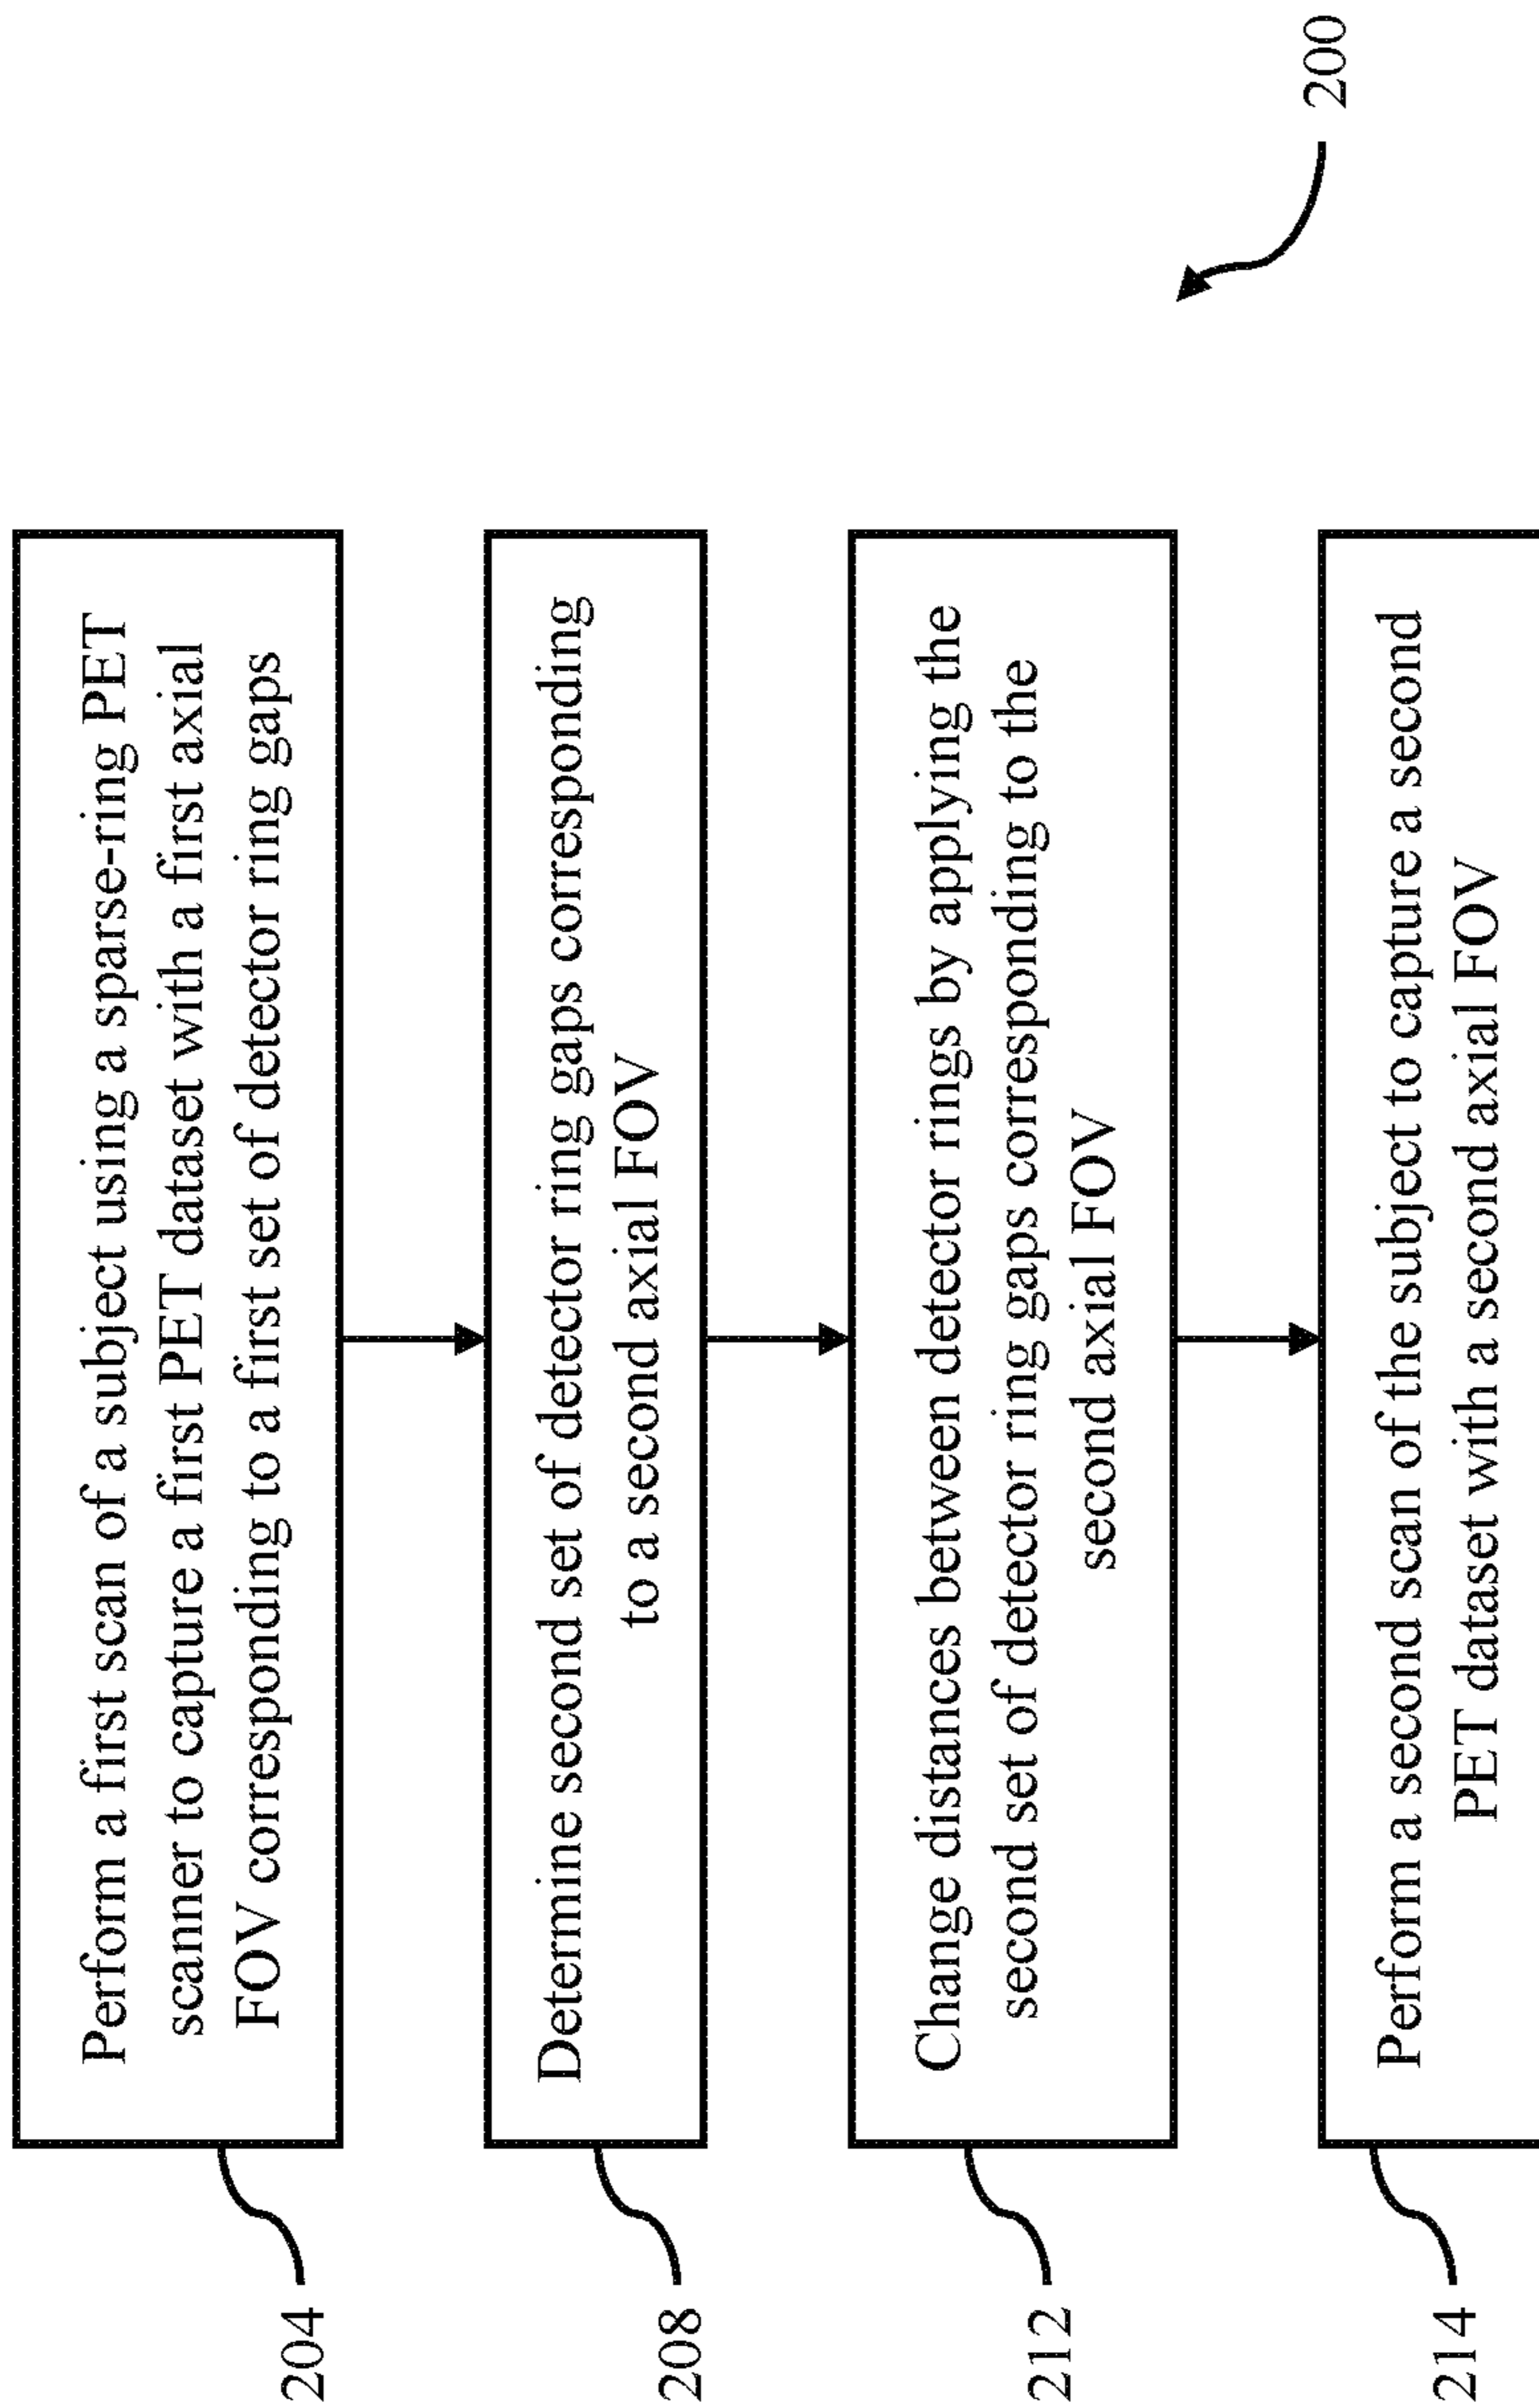 204
Perform a first scan of a subject using a sparse-ring PET
scanner to capture a first PET dataset with a first axial
FOV corresponding to a first set of detector ring gaps
208
Determine second set of detector ring gaps corresponding
to a second axial FOV
212
Change distances between detector rings by applying the
second set of detector ring gaps corresponding to the
second axial FOV
214
Perform a second scan of the subject to capture a second
PET dataset with a second axial FOV
200